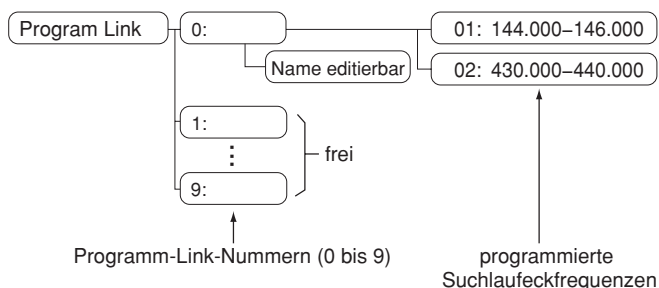 Program Link
0:
01: 144.000–146.000
Name editierbar
02: 430.000–440.000
1:
frei
9:
Programm-Link-Nummern (0 bis 9)
programmierte
Suchlaufeckfrequenzen